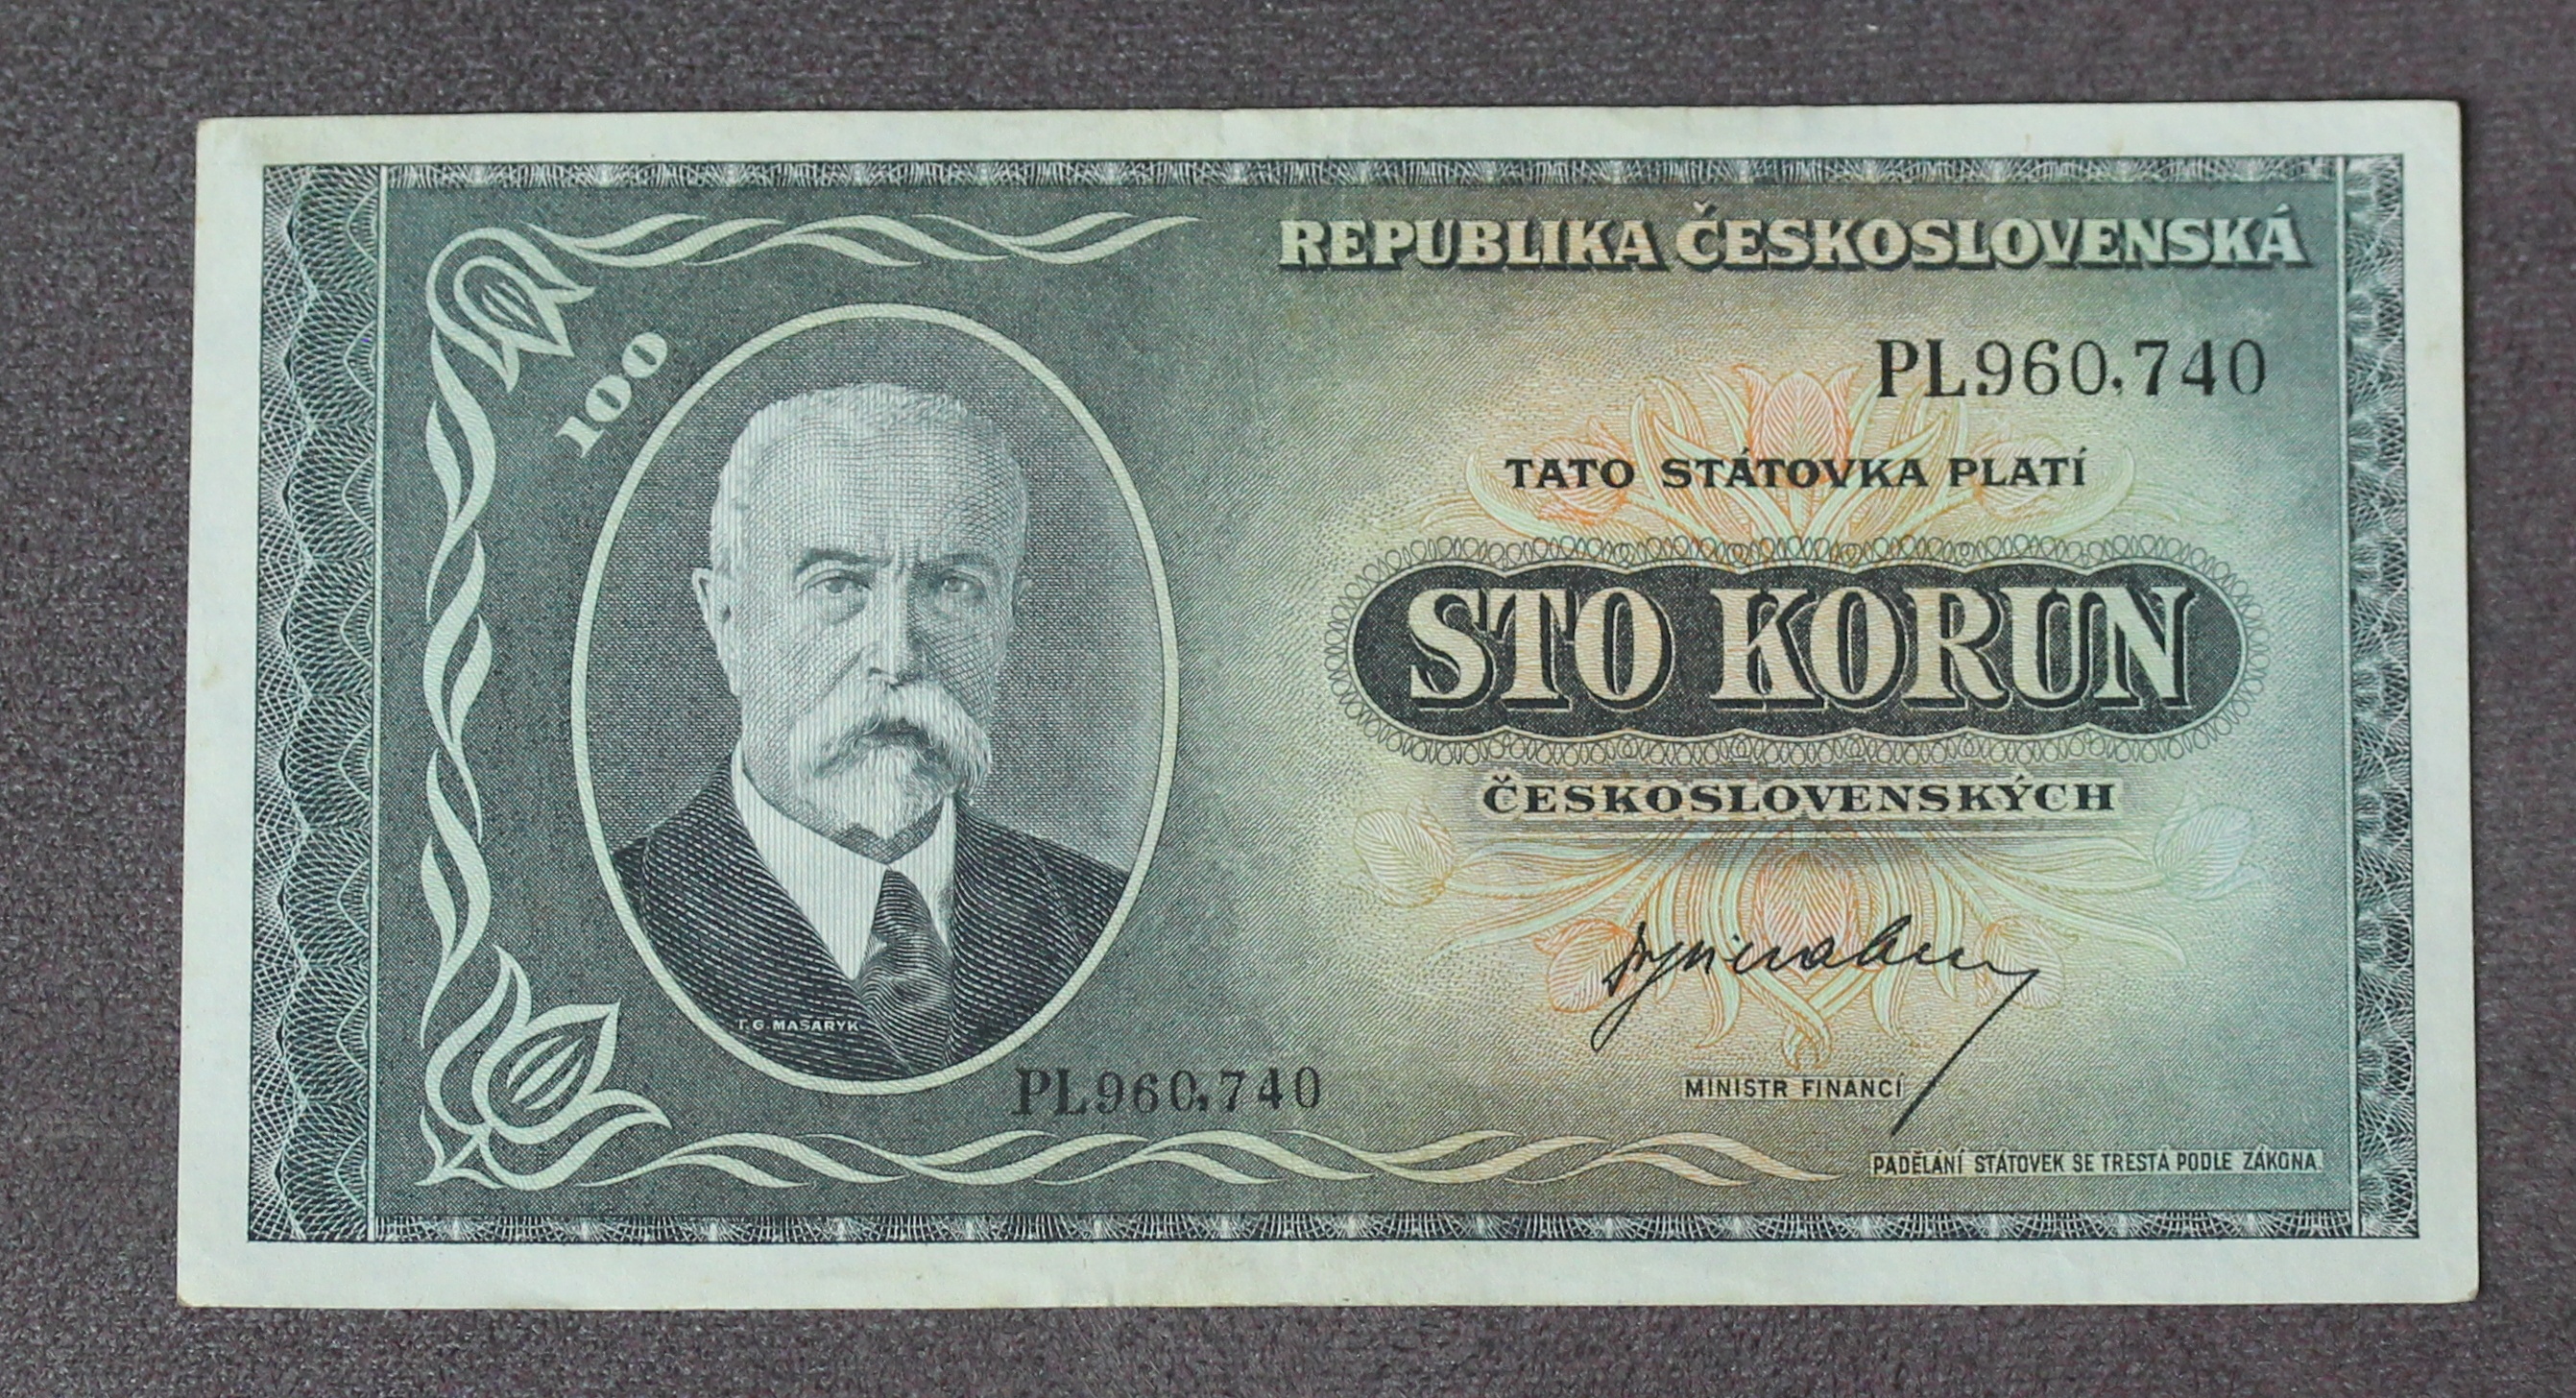 REPUBLIKA ČESKOSLOVENSKÁ
100
PL960,740
TATO STÁTOVKA PLATÍ
STO KORUN
ČESKOSLOVENSKÝCH
T. G. MASARYK
PL960,740
MINISTR FINANCÍ
PADĚLÁNÍ STÁTOVEK SE TRESTÁ PODLE ZÁKONA.